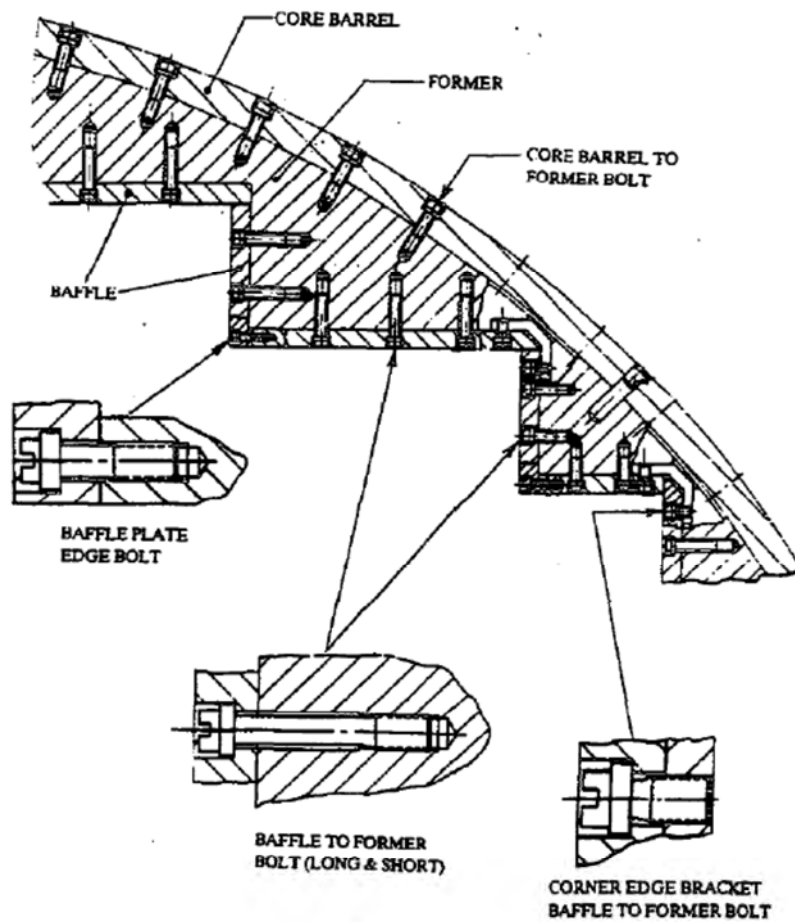 CORE BARREL
FORMER
CORE BARREL TO
FORMER BOLT
BAFFLE
BAFFLE PLATE
EDGE BOLT
BAFFLE TO FORMER
BOLT (LONG & SHORT)
CORNER EDGE BRACKET
BAFFLE TO FORMER BOLT